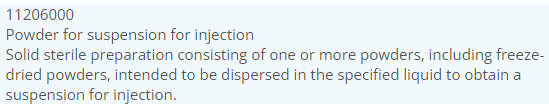 11206000
Powder for suspension for injection
Solid sterile preparation consisting of one or more powders, including freeze-
dried powders, intended to be dispersed in the specified liquid to obtain a
suspension for injection.